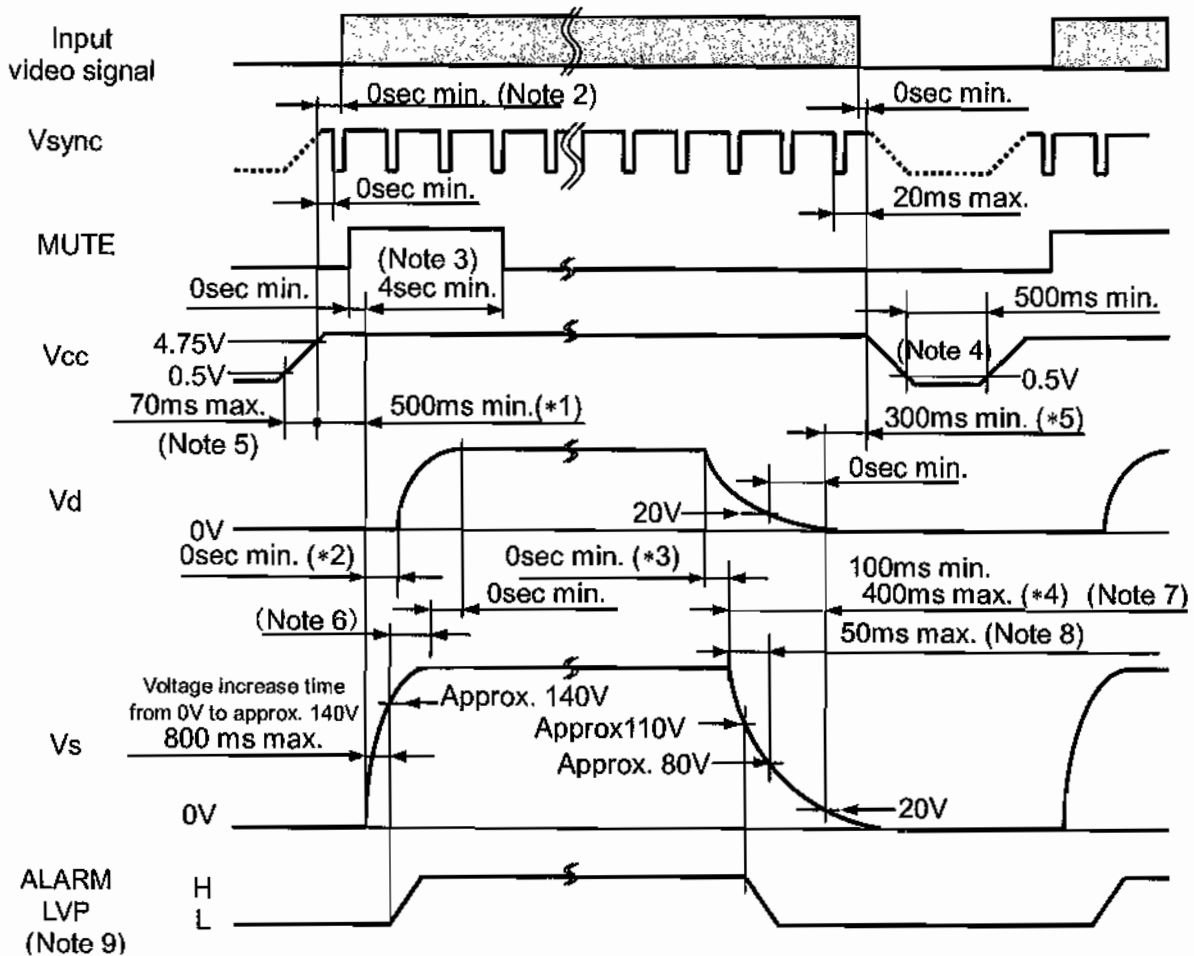 Input
video signal
0sec min. (Note 2)
0sec min.
Vsync
0sec min.
20ms max.
MUTE
(Note 3)
0sec min.
4sec min.
500ms min.
Vcc
4.75V
0.5V
(Note 4)
0.5V
70ms max.
(Note 5)
500ms min.(*1)
300ms min. (*5)
Vd
0sec min.
20V
0V
0sec min. (*2)
0sec min. (*3)
100ms min.
400ms max. (*4) (Note 7)
0sec min.
(Note 6)
50ms max. (Note 8)
Voltage increase time
from 0V to approx. 140V
800 ms max.
Approx. 140V
Approx110V
Approx. 80V
Vs
20V
0V
ALARM
LVP
(Note 9)
H
L